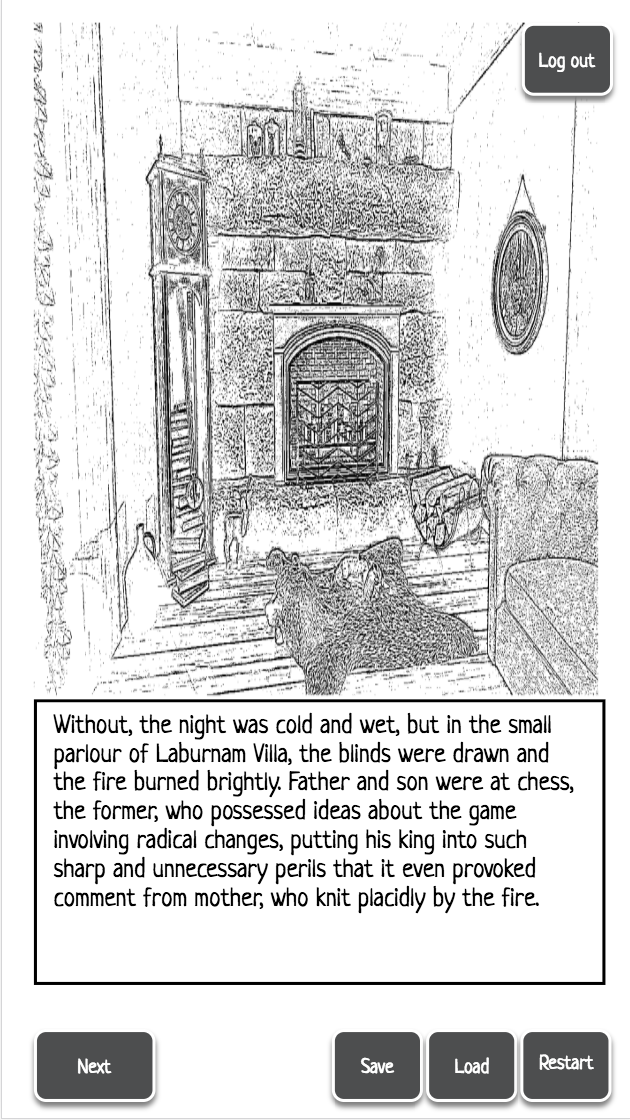 Log out
Without, the night was cold and wet, but in the small
parlour of Laburnam Villa, the blinds were drawn and
the fire burned brightly. Father and son were at chess,
the former, who possessed ideas about the game
involving radical changes, putting his king into such
sharp and unnecessary perils that it even provoked
comment from mother, who knit placidly by the fire.
Next Save Load Restart